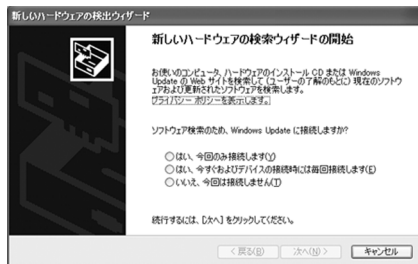 新しいハードウェアの検出ウィザード
新しいハードウェアの検索ウィザードの開始
お使いのコンピュータ、ハードウェアのインストール CD または Windows
Update の Web サイトを検索して (ユーザーの了解のもとに) 現在のソフトウ
ェアおよび更新されたソフトウェアを検索します。
プライバシー ポリシーを表示します。
ソフトウェア検索のため、Windows Update に接続しますか?
はい、今回のみ接続します(Y)
はい、今すぐおよびデバイスの接続時には毎回接続します(E)
いいえ、今回は接続しません(T)
続行するには、[次へ] をクリックしてください。
< 戻る(B) 次へ(N) > キャンセル